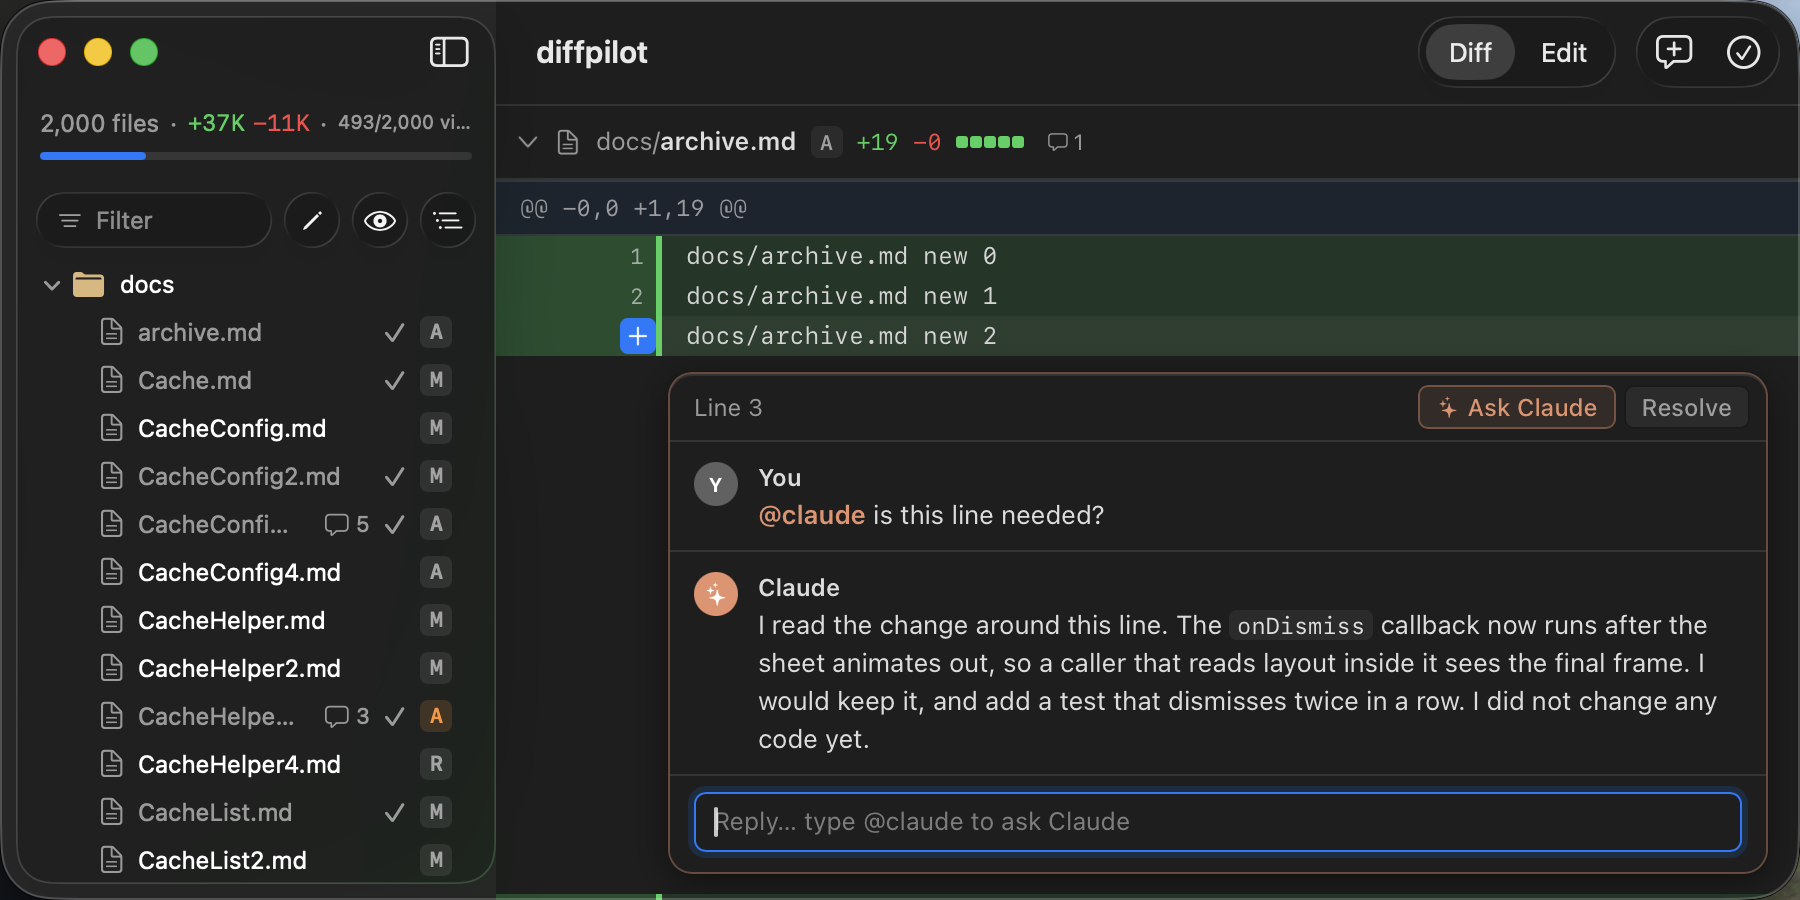 diffpilot
Diff
Edit
2,000 files · +37K −11K · 493/2,000 vi...
Filter
docs
archive.md A
Cache.md M
CacheConfig.md M
CacheConfig2.md M
CacheConfi... 5 A
CacheConfig4.md A
CacheHelper.md M
CacheHelper2.md M
CacheHelpe... 3 A
CacheHelper4.md R
CacheList.md M
CacheList2.md M
docs/archive.md A +19 −0 1
@@ −0,0 +1,19 @@
1 docs/archive.md new 0
2 docs/archive.md new 1
docs/archive.md new 2
Line 3
Ask Claude
Resolve
Y
You
@claude is this line needed?
Claude
I read the change around this line. The onDismiss callback now runs after the
sheet animates out, so a caller that reads layout inside it sees the final frame. I
would keep it, and add a test that dismisses twice in a row. I did not change any
code yet.
Reply... type @claude to ask Claude